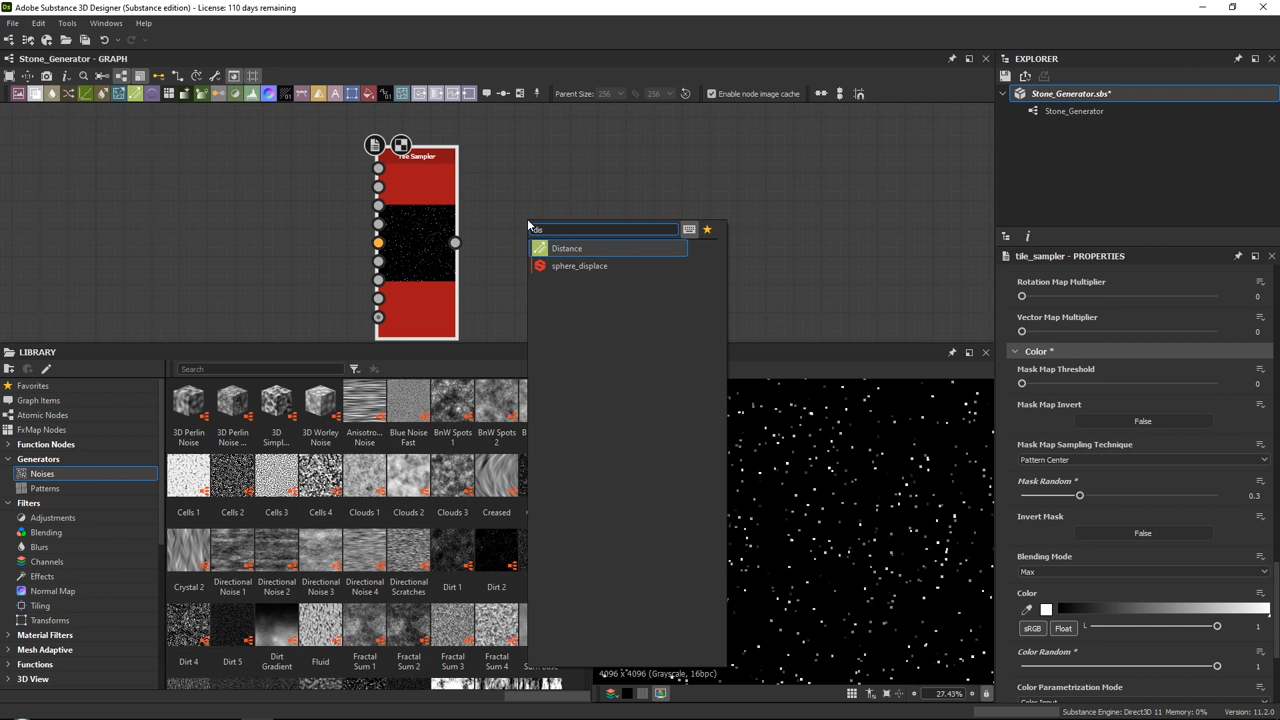 Adobe Substance 3D Designer (Substance edition) - License: 110 days remaining
File Edit Tools Windows Help
Stone_Generator - GRAPH
Parent Size: 256 256 Enable node image cache
Tile Sampler
dis
Distance
sphere_displace
LIBRARY
Search
Favorites
Graph Items
Atomic Nodes
FxMap Nodes
Function Nodes
Generators
Noises
Patterns
Filters
Adjustments
Blending
Blurs
Channels
Effects
Normal Map
Tiling
Transforms
Material Filters
Mesh Adaptive
Functions
3D View
3D Perlin Noise
3D Perlin Noise ...
3D Simpl...
3D Worley Noise
Anisotro... Noise
Blue Noise Fast
BnW Spots 1
BnW Spots 2
Cells 1
Cells 2
Cells 3
Cells 4
Clouds 1
Clouds 2
Clouds 3
Creased
Crystal 2
Directional Noise 1
Directional Noise 2
Directional Noise 3
Directional Noise 4
Directional Scratches
Dirt 1
Dirt 2
Dirt 4
Dirt 5
Dirt Gradient
Fluid
Fractal Sum 1
Fractal Sum 2
Fractal Sum 3
Fractal Sum 4
4096 x 4096 (Grayscale, 16bpc)
27.43%
EXPLORER
Stone_Generator.sbs*
Stone_Generator
tile_sampler - PROPERTIES
Rotation Map Multiplier
0
Vector Map Multiplier
0
Color *
Mask Map Threshold
0
Mask Map Invert
False
Mask Map Sampling Technique
Pattern Center
Mask Random *
0.3
Invert Mask
False
Blending Mode
Max
Color
sRGB Float L 1
Color Random *
1
Color Parametrization Mode
Substance Engine: Direct3D 11 Memory: 0% Version: 11.2.0